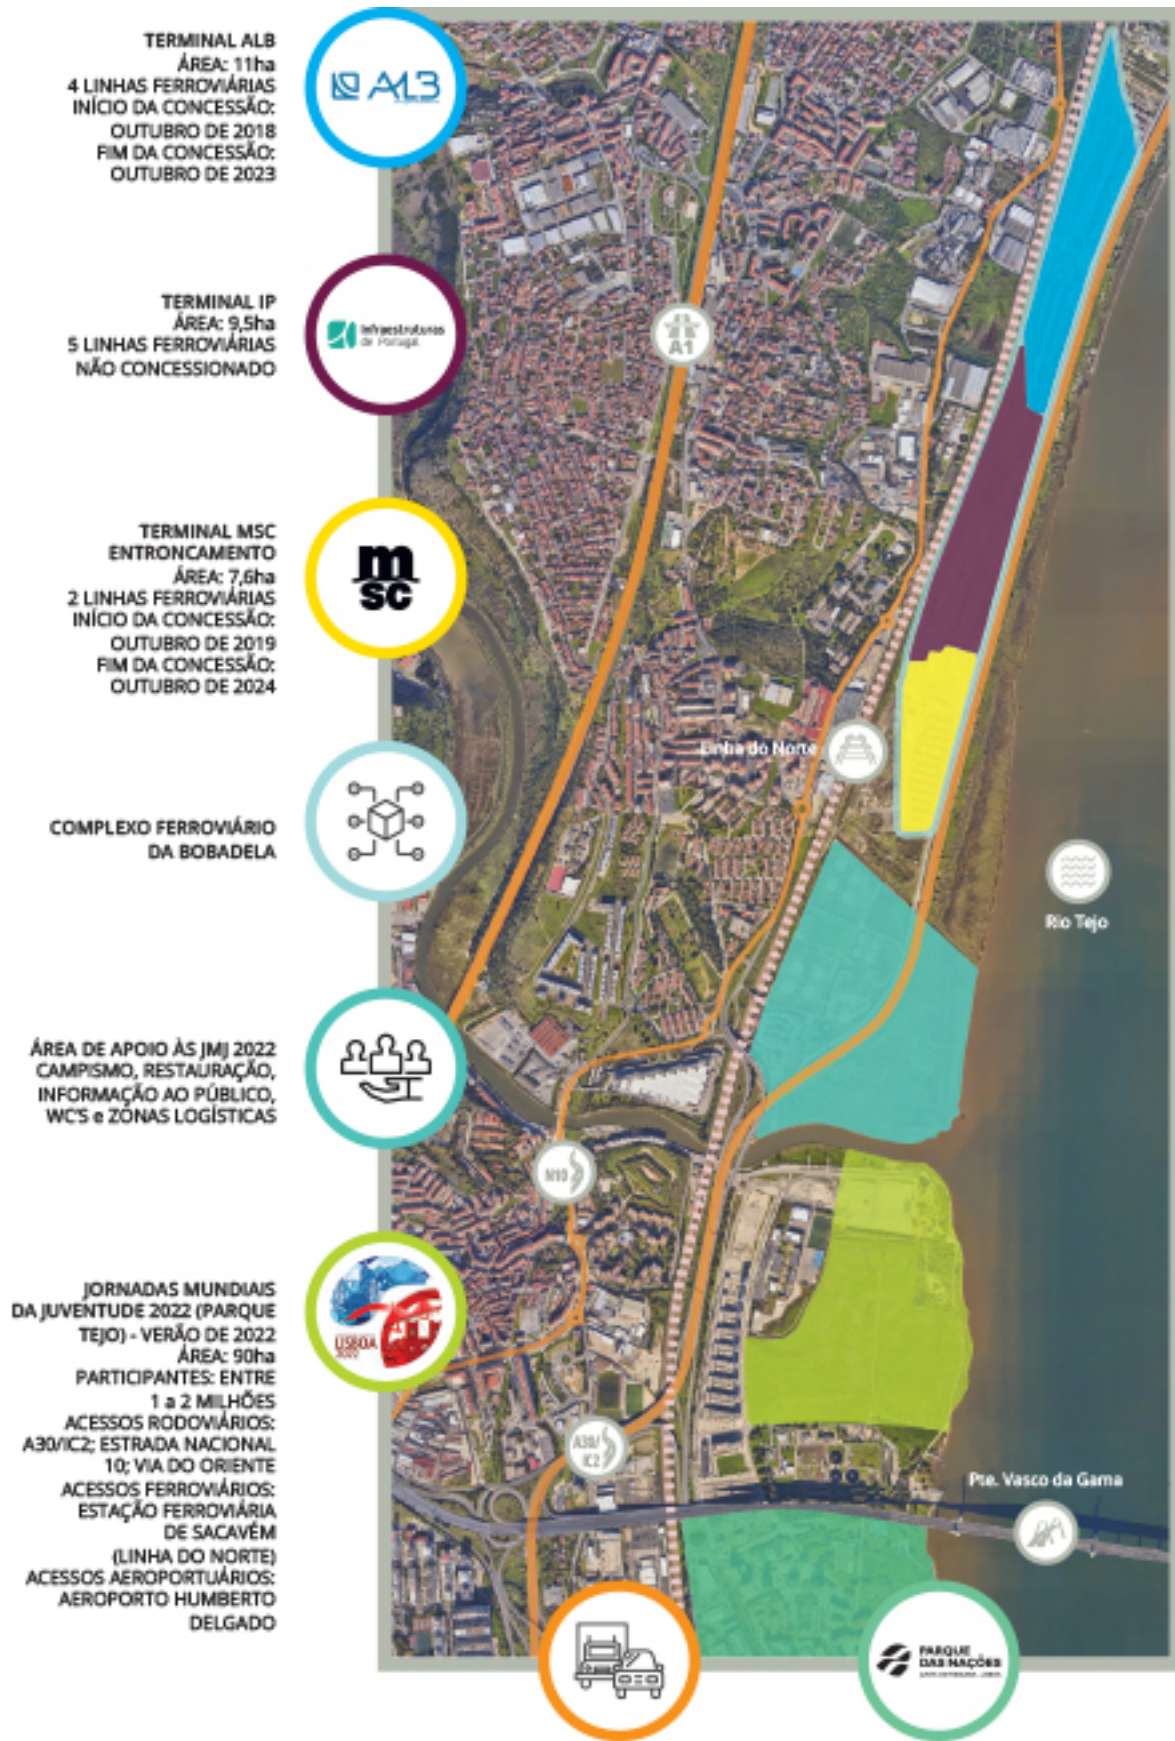 TERMINAL ALB
ÁREA: 11ha
4 LINHAS FERROVIÁRIAS
INÍCIO DA CONCESSÃO:
OUTUBRO DE 2018
FIM DA CONCESSÃO:
OUTUBRO DE 2023
TERMINAL IP
ÁREA: 9,5ha
5 LINHAS FERROVIÁRIAS
NÃO CONCESSIONADO
Infraestruturas
de Portugal
A1
TERMINAL MSC
ENTRONCAMENTO
ÁREA: 7,6ha
2 LINHAS FERROVIÁRIAS
INÍCIO DA CONCESSÃO:
OUTUBRO DE 2019
FIM DA CONCESSÃO:
OUTUBRO DE 2024
msc
Linha do Norte
COMPLEXO FERROVIÁRIO
DA BOBADELA
Rio Tejo
ÁREA DE APOIO ÀS JMJ 2022
CAMPISMO, RESTAURAÇÃO,
INFORMAÇÃO AO PÚBLICO,
WC'S e ZONAS LOGÍSTICAS
N10
JORNADAS MUNDIAIS
DA JUVENTUDE 2022 (PARQUE
TEJO) - VERÃO DE 2022
ÁREA: 90ha
PARTICIPANTES: ENTRE
1 a 2 MILHÕES
ACESSOS RODOVIÁRIOS:
A30/IC2; ESTRADA NACIONAL
10; VIA DO ORIENTE
ACESSOS FERROVIÁRIOS:
ESTAÇÃO FERROVIÁRIA
DE SACAVÉM
(LINHA DO NORTE)
ACESSOS AEROPORTUÁRIOS:
AEROPORTO HUMBERTO
DELGADO
LISBOA
2022
A30/
IC2
Pte. Vasco da Gama
PARQUE
DAS NAÇÕES